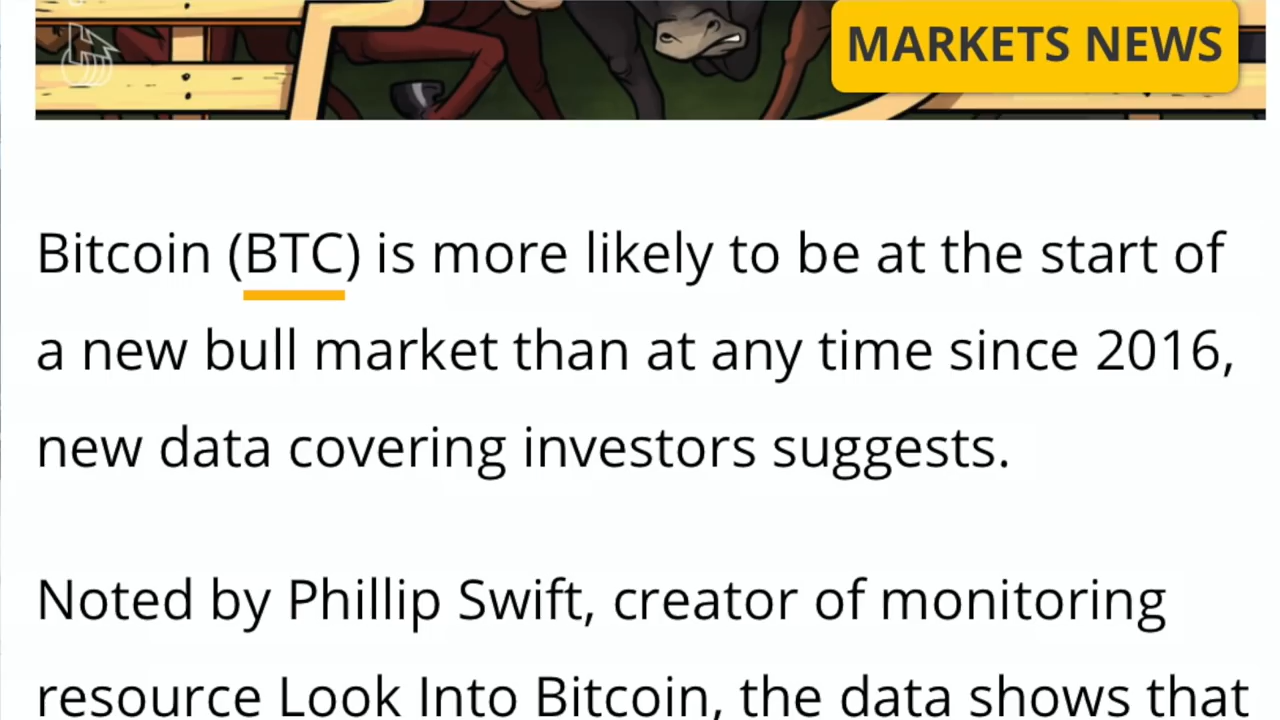 MARKETS NEWS
Bitcoin (BTC) is more likely to be at the start of
a new bull market than at any time since 2016,
new data covering investors suggests.
Noted by Phillip Swift, creator of monitoring
resource Look Into Bitcoin, the data shows that